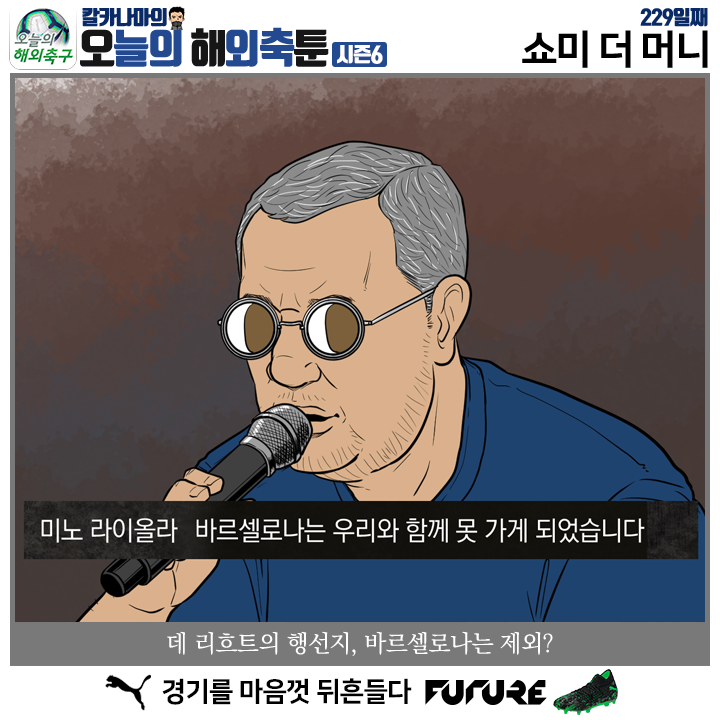 오늘의
해외축구
칼카나마의
오늘의 해외축툰
시즌6
229일째
쇼미 더 머니
미노 라이올라 바르셀로나는 우리와 함께 못 가게 되었습니다
데 리흐트의 행선지, 바르셀로나는 제외?
경기를 마음껏 뒤흔들다 FUTURE